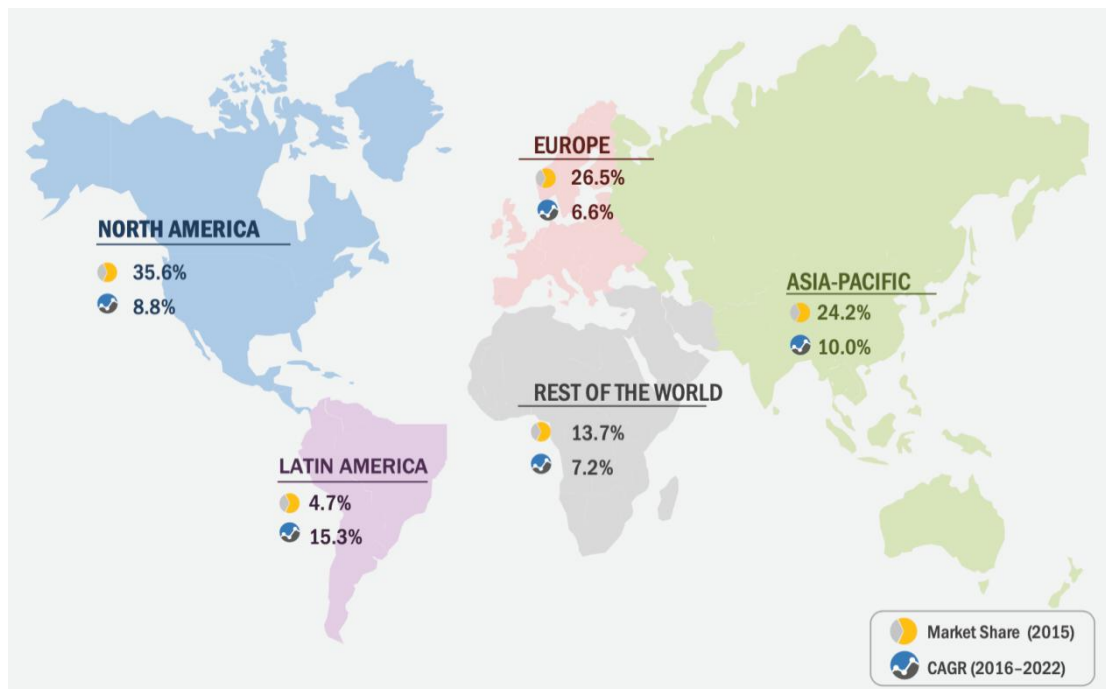 EUROPE
26.5%
6.6%
NORTH AMERICA
35.6%
8.8%
ASIA-PACIFIC
24.2%
10.0%
REST OF THE WORLD
13.7%
7.2%
LATIN AMERICA
4.7%
15.3%
Market Share (2015)
CAGR (2016–2022)